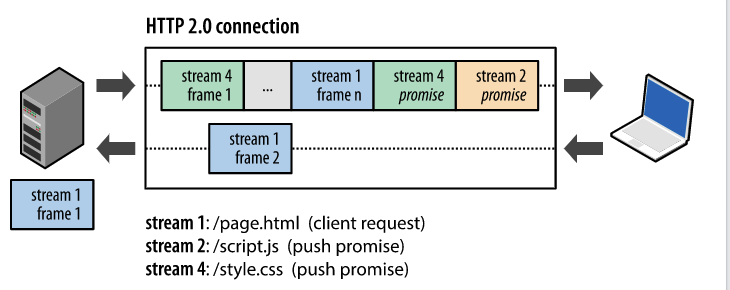 HTTP 2.0 connection
stream 4
frame 1
...
stream 1
frame n
stream 4
promise
stream 2
promise
stream 1
frame 2
stream 1
frame 1
stream 1: /page.html (client request)
stream 2: /script.js (push promise)
stream 4: /style.css (push promise)